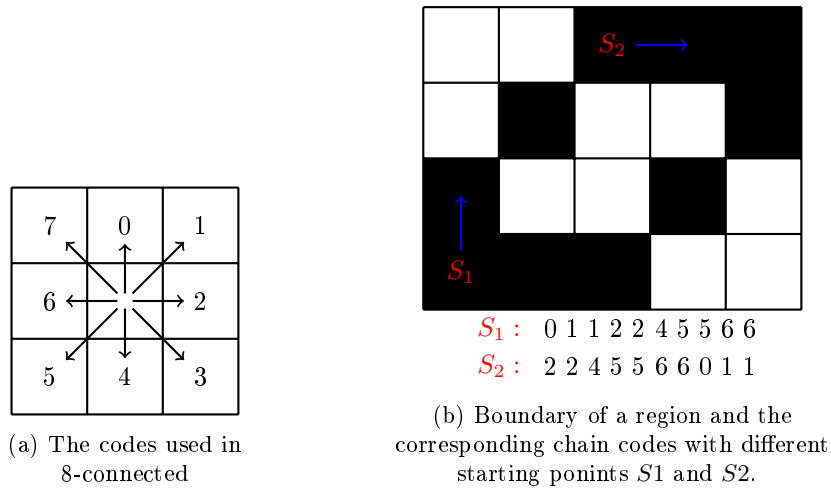 7 0 1
6 2
5 4 3
(a) The codes used in
8-connected
S₂
S₁
S₁ : 0 1 1 2 2 4 5 5 6 6
S₂ : 2 2 4 5 5 6 6 0 1 1
(b) Boundary of a region and the
corresponding chain codes with different
starting ponints S1 and S2.